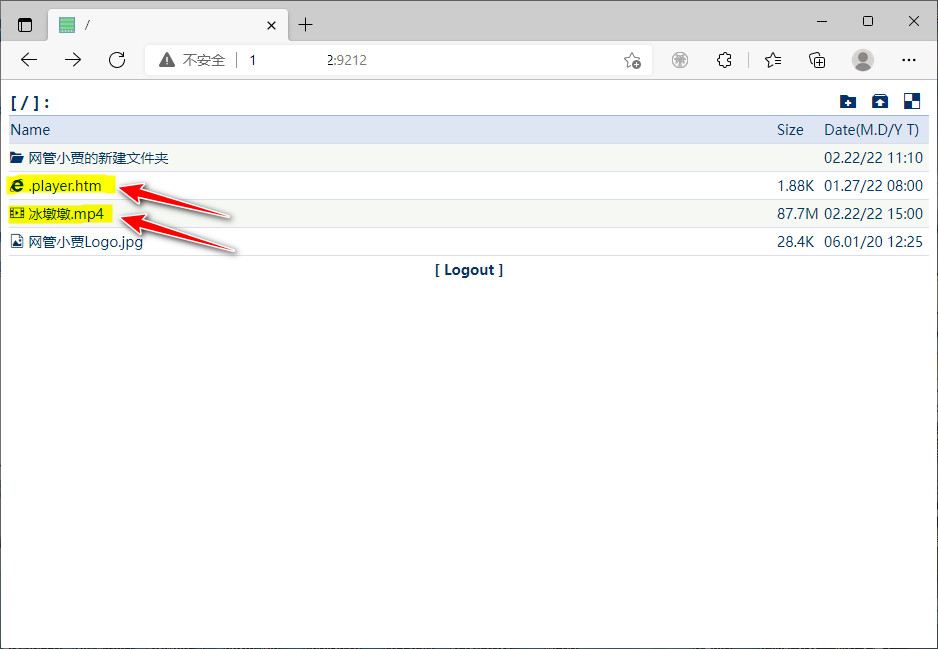 /
不安全 1 2:9212
[ / ] :
Name Size Date(M.D/Y T)
网管小贾的新建文件夹 02.22/22 11:10
.player.htm 1.88K 01.27/22 08:00
冰墩墩.mp4 87.7M 02.22/22 15:00
网管小贾Logo.jpg 28.4K 06.01/20 12:25
[ Logout ]